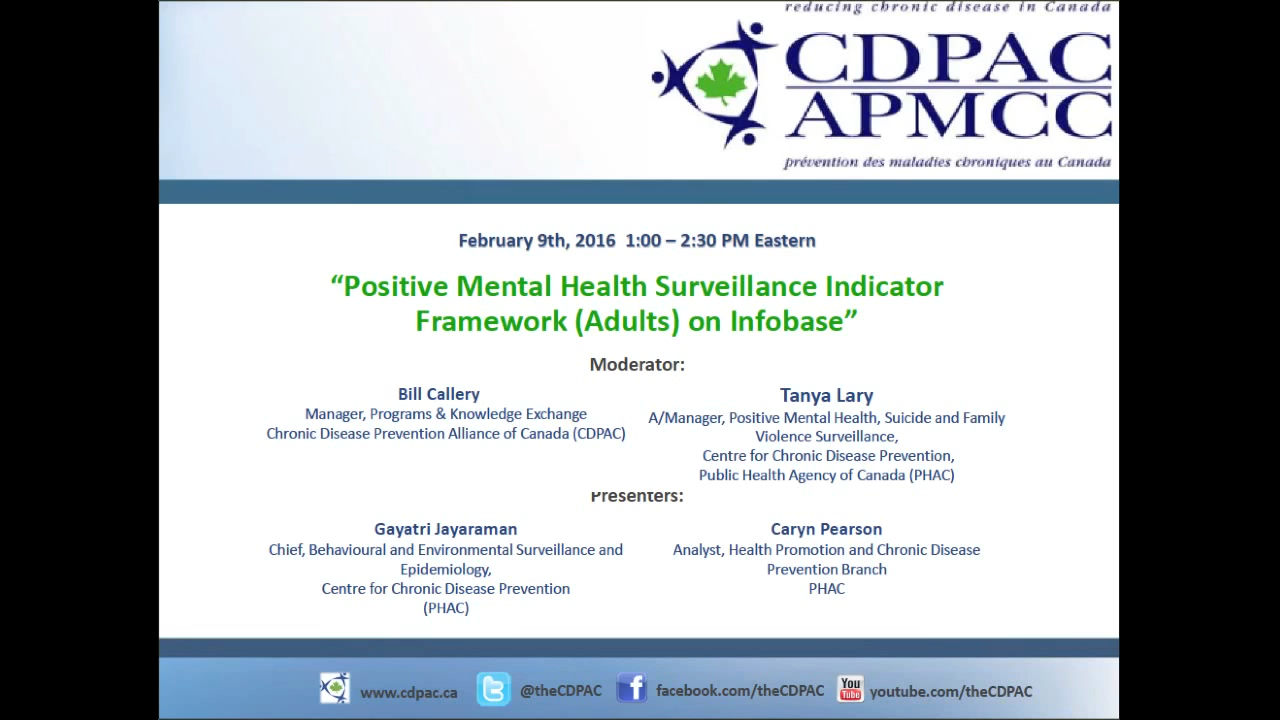 reducing chronic disease in Canada
CDPAC
APMCC
prévention des maladies chroniques au Canada
February 9th, 2016 1:00 – 2:30 PM Eastern
“Positive Mental Health Surveillance Indicator
Framework (Adults) on Infobase”
Moderator:
Bill Callery
Manager, Programs & Knowledge Exchange
Chronic Disease Prevention Alliance of Canada (CDPAC)
Tanya Lary
A/Manager, Positive Mental Health, Suicide and Family
Violence Surveillance,
Centre for Chronic Disease Prevention,
Public Health Agency of Canada (PHAC)
Presenters:
Gayatri Jayaraman
Chief, Behavioural and Environmental Surveillance and
Epidemiology,
Centre for Chronic Disease Prevention
(PHAC)
Caryn Pearson
Analyst, Health Promotion and Chronic Disease
Prevention Branch
PHAC
www.cdpac.ca
@theCDPAC
facebook.com/theCDPAC
You
Tube
youtube.com/theCDPAC